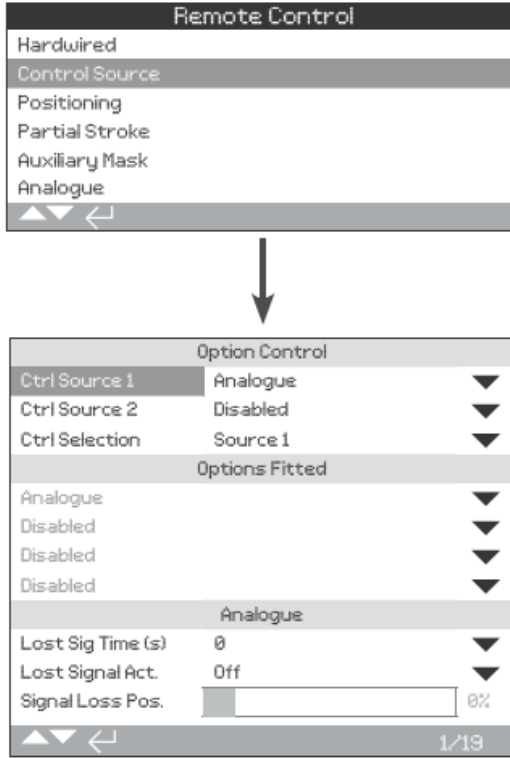 Remote Control
Hardwired
Control Source
Positioning
Partial Stroke
Auxiliary Mask
Analogue
Option Control
Ctrl Source 1 Analogue
Ctrl Source 2 Disabled
Ctrl Selection Source 1
Options Fitted
Analogue
Disabled
Disabled
Disabled
Analogue
Lost Sig Time (s) 0
Lost Signal Act. Off
Signal Loss Pos. 0%
1/19